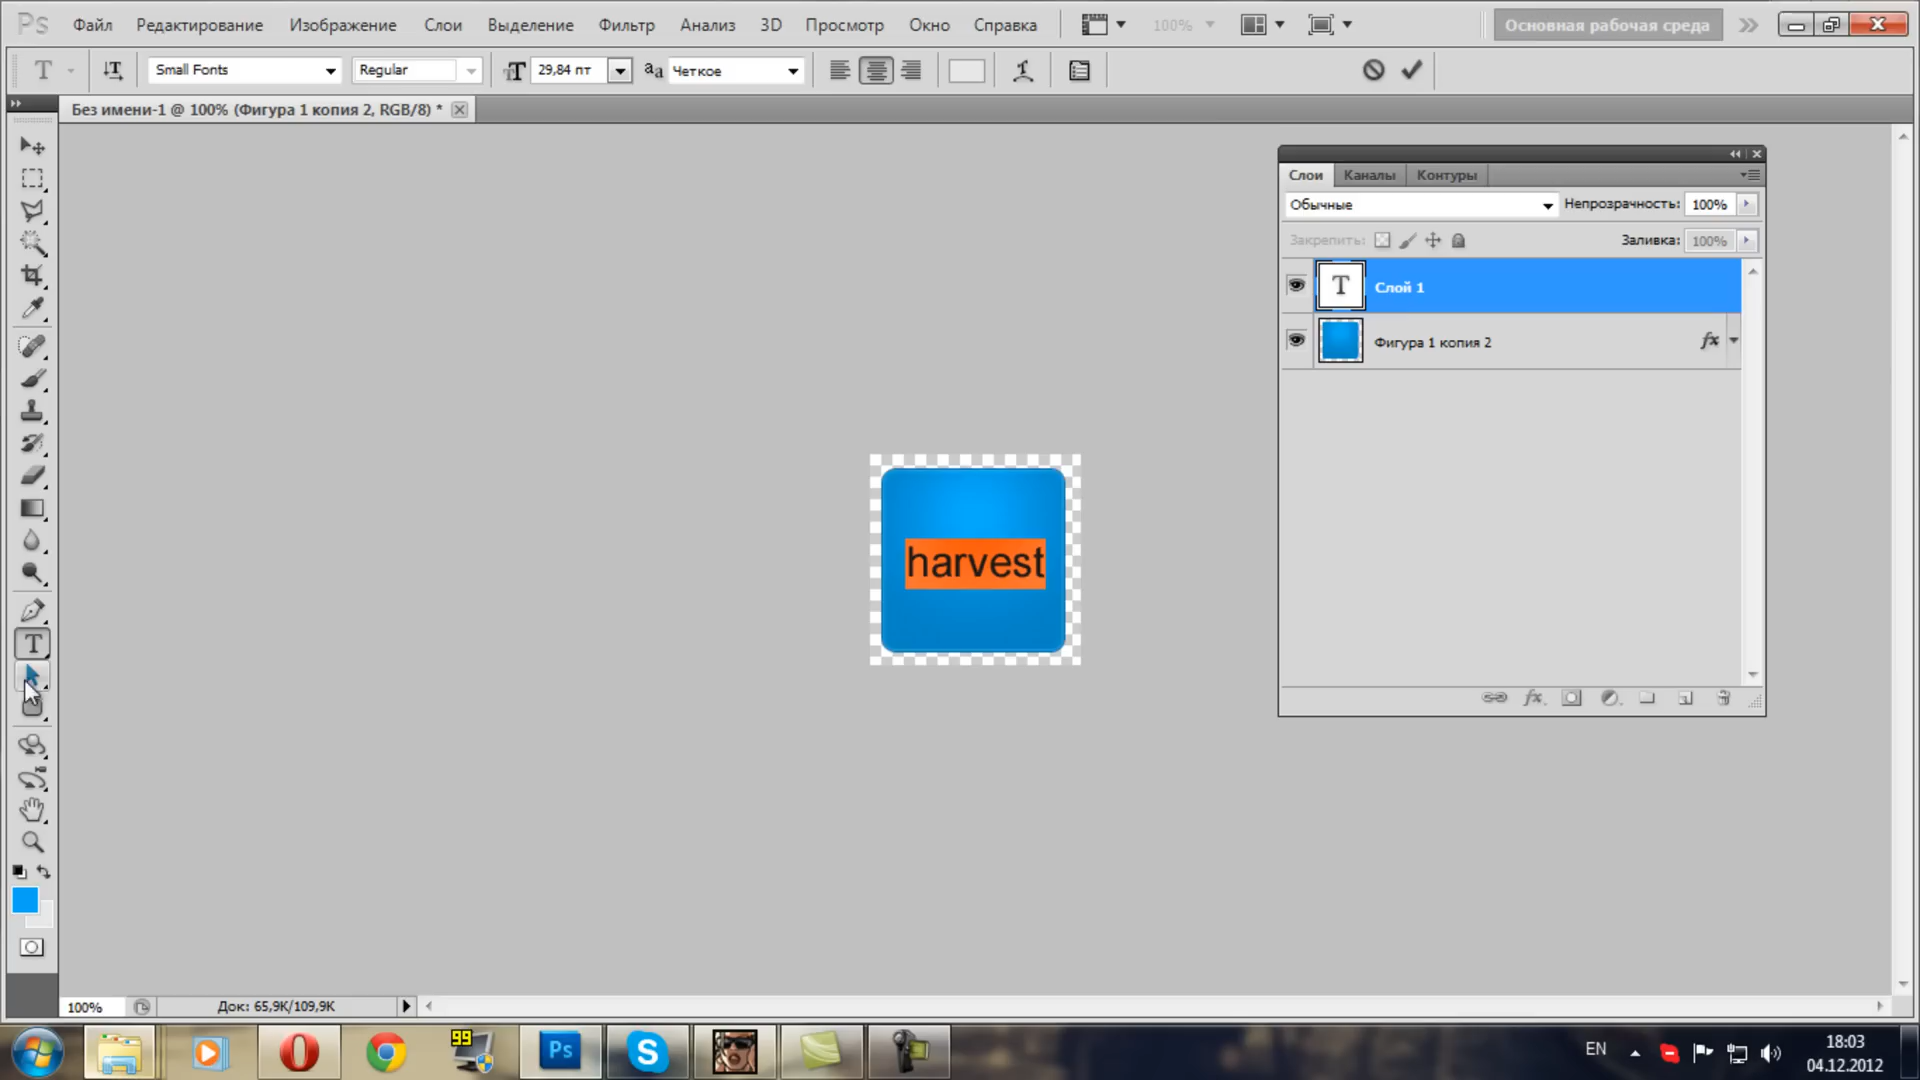 Ps Файл Редактирование Изображение Слои Выделение Фильтр Анализ 3D Просмотр Окно Справка 100% Основная рабочая среда
T Small Fonts Regular 29,84 пт Четкое
Без имени-1 @ 100% (Фигура 1 копия 2, RGB/8) *
Слои Каналы Контуры
Обычные Непрозрачность: 100%
Закрепить: Заливка: 100%
T Слой 1
Фигура 1 копия 2 fx
harvest
100% Док: 65,9K/109,9K
99 Ps S EN 18:03
04.12.2012